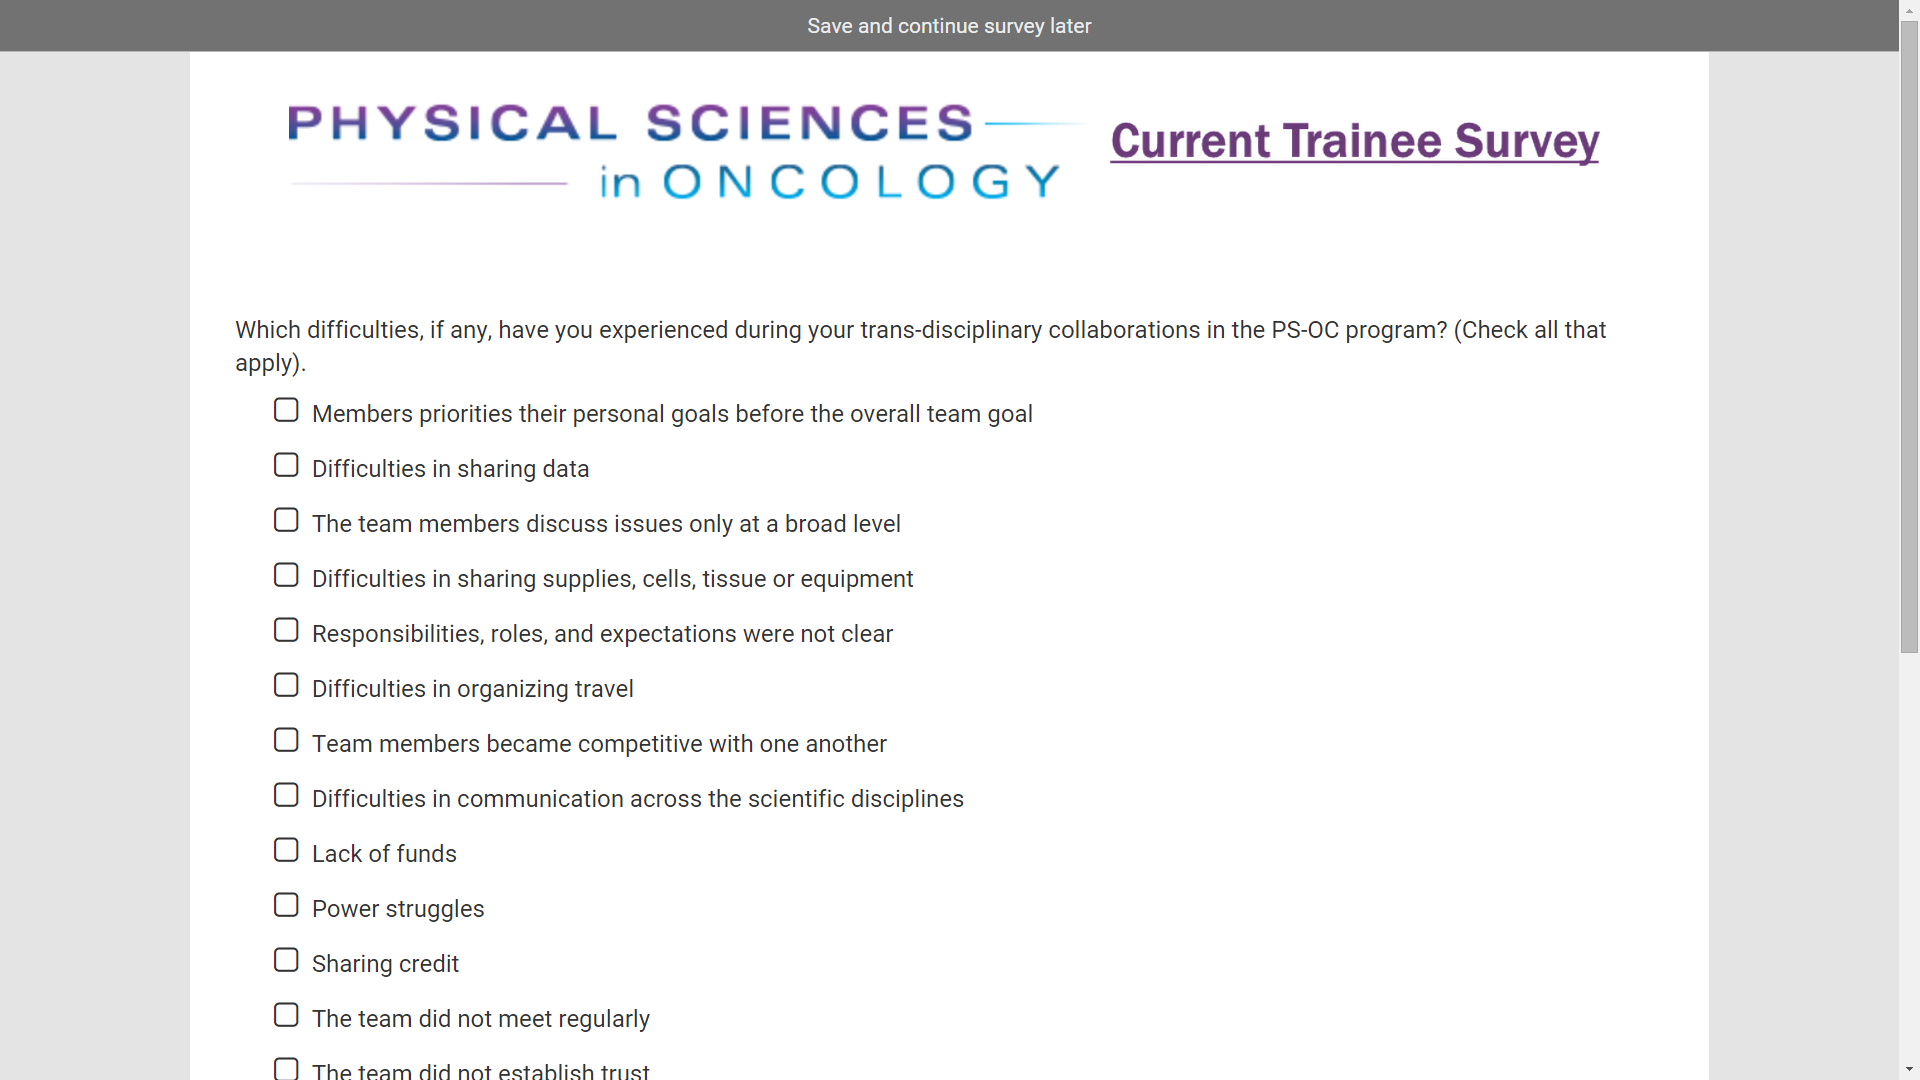 Save and continue survey later
PHYSICAL SCIENCES
in ONCOLOGY
Current Trainee Survey
Which difficulties, if any, have you experienced during your trans-disciplinary collaborations in the PS-OC program? (Check all that
apply).
Members priorities their personal goals before the overall team goal
Difficulties in sharing data
The team members discuss issues only at a broad level
Difficulties in sharing supplies, cells, tissue or equipment
Responsibilities, roles, and expectations were not clear
Difficulties in organizing travel
Team members became competitive with one another
Difficulties in communication across the scientific disciplines
Lack of funds
Power struggles
Sharing credit
The team did not meet regularly
The team did not establish trust